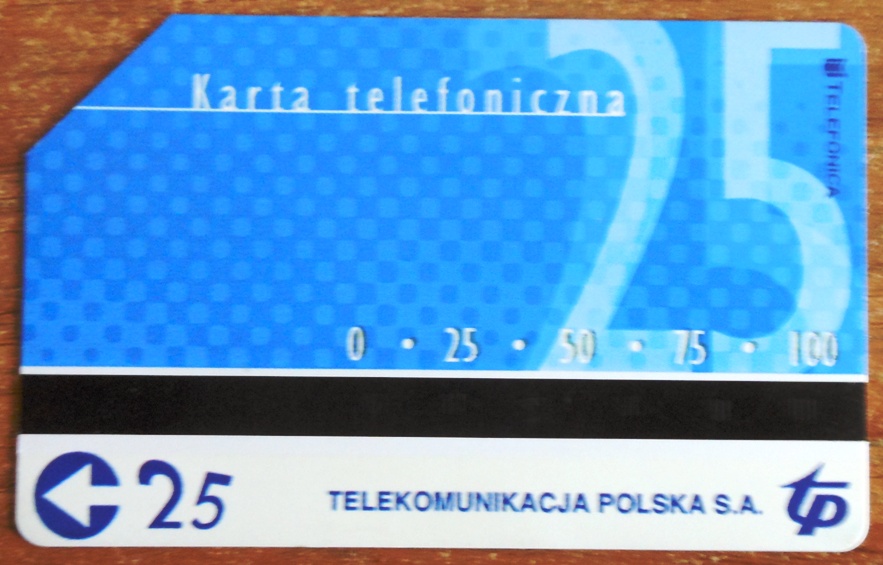 Karta telefoniczna
25
TELEFONICA
0 • 25 • 50 • 75 • 100
25
TELEKOMUNIKACJA POLSKA S.A.
tp